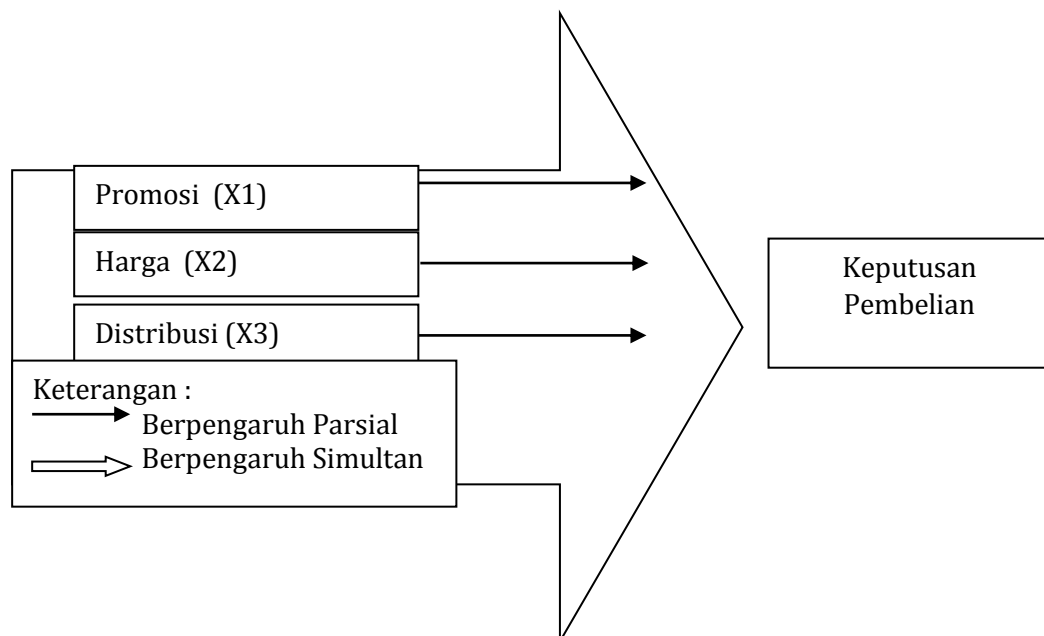 Promosi (X1)
Harga (X2)
Distribusi (X3)
Keputusan
Pembelian
Keterangan :
Berpengaruh Parsial
Berpengaruh Simultan